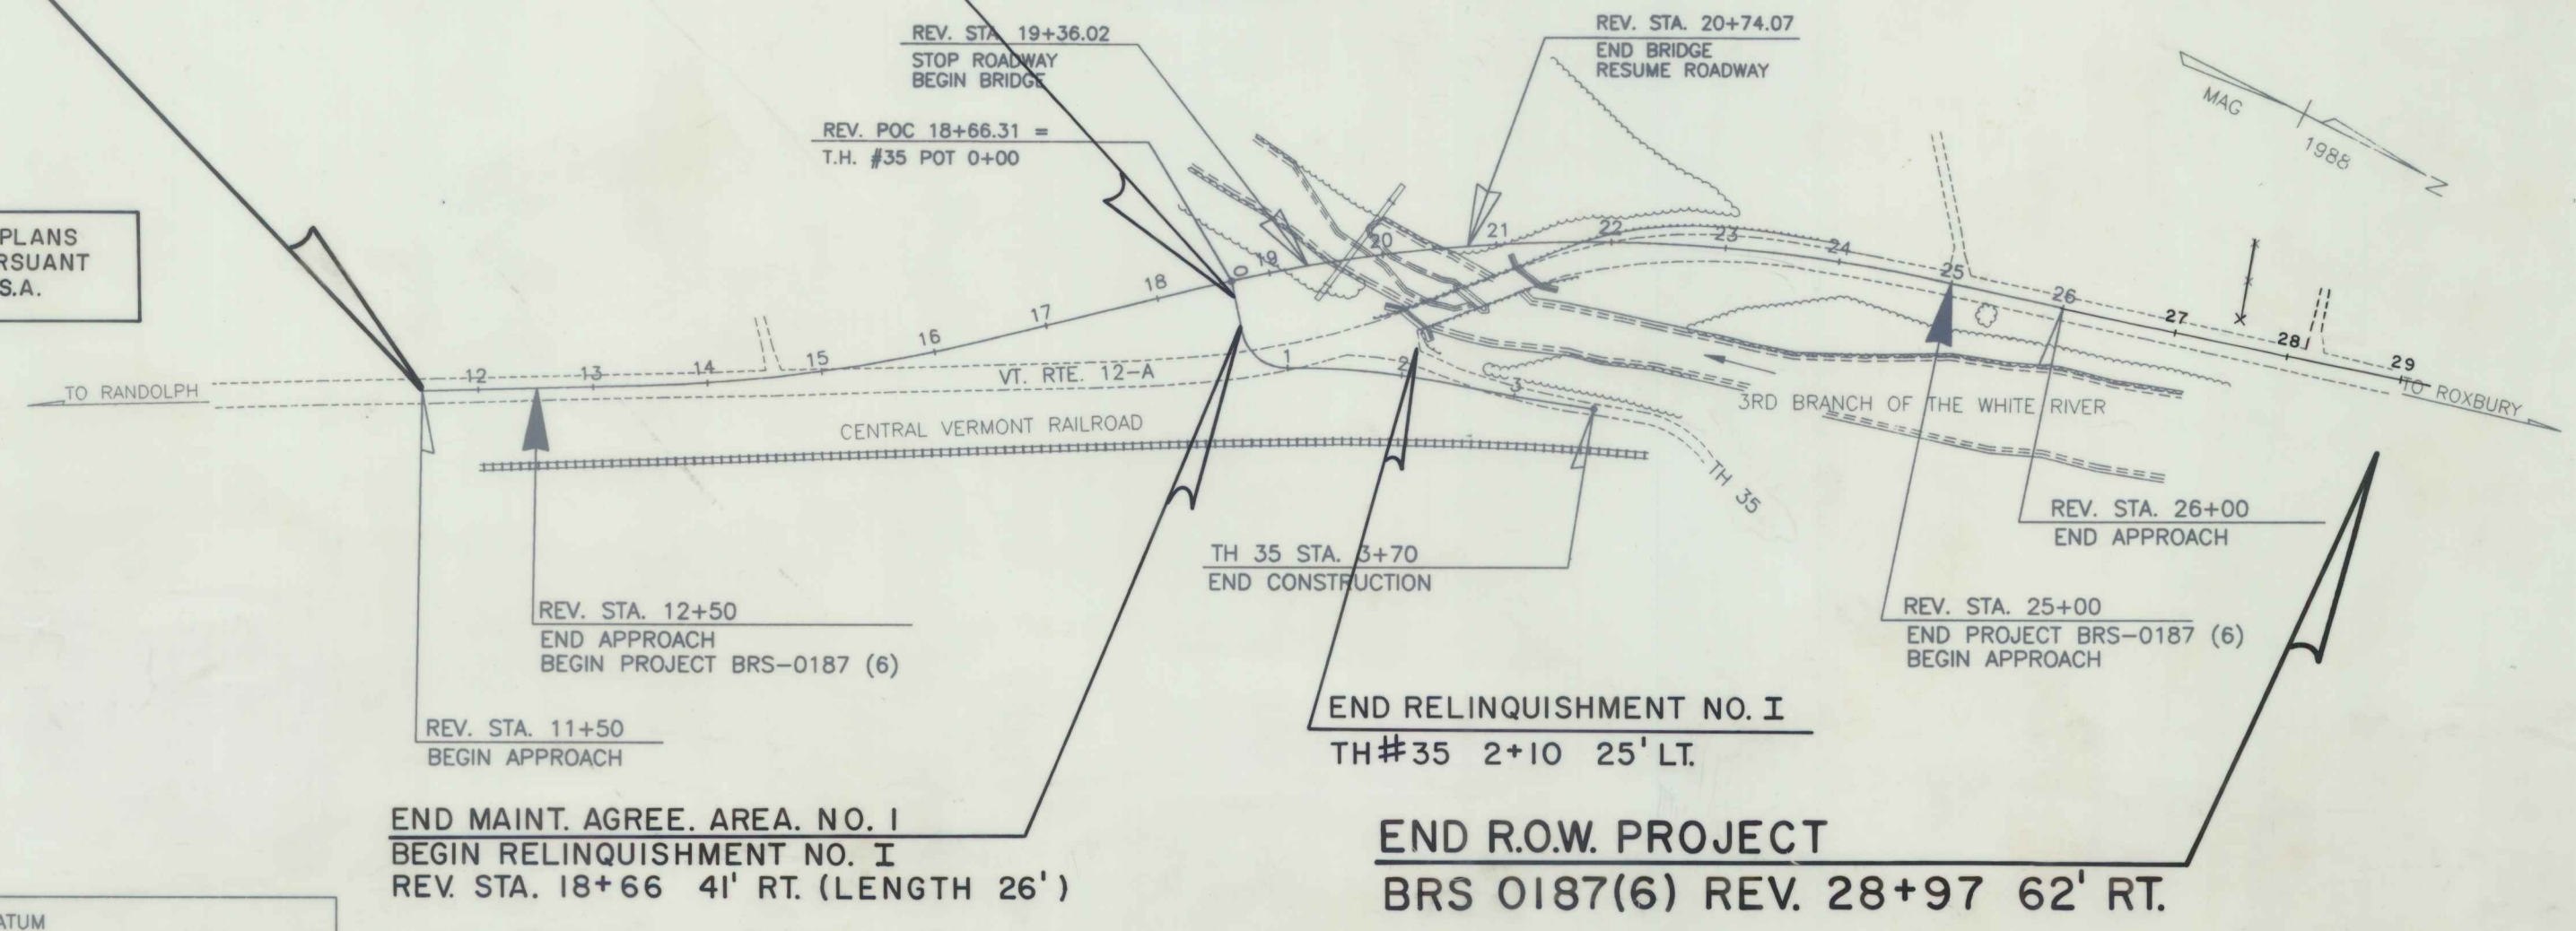 REV. STA. 19+36.02
STOP ROADWAY
BEGIN BRIDGE
REV. STA. 20+74.07
END BRIDGE
RESUME ROADWAY
REV. POC 18+66.31 =
T.H. #35 POT 0+00
MAG
1988
N
PLANS
RSUANT
S.A.
TO RANDOLPH
12
13
14
15
16
17
18
0
19
20
21
22
23
24
25
26
27
28
29
TO ROXBURY
1
2
3
VT. RTE. 12-A
CENTRAL VERMONT RAILROAD
3RD BRANCH OF THE WHITE RIVER
TH 35
REV. STA. 26+00
END APPROACH
TH 35 STA. 3+70
END CONSTRUCTION
REV. STA. 12+50
END APPROACH
BEGIN PROJECT BRS-0187 (6)
REV. STA. 25+00
END PROJECT BRS-0187 (6)
BEGIN APPROACH
REV. STA. 11+50
BEGIN APPROACH
END RELINQUISHMENT NO. I
TH#35 2+10 25' LT.
END MAINT. AGREE. AREA. NO. 1
BEGIN RELINQUISHMENT NO. I
REV. STA. 18+66 41' RT. (LENGTH 26')
END R.O.W. PROJECT
BRS 0187(6) REV. 28+97 62' RT.
ATUM